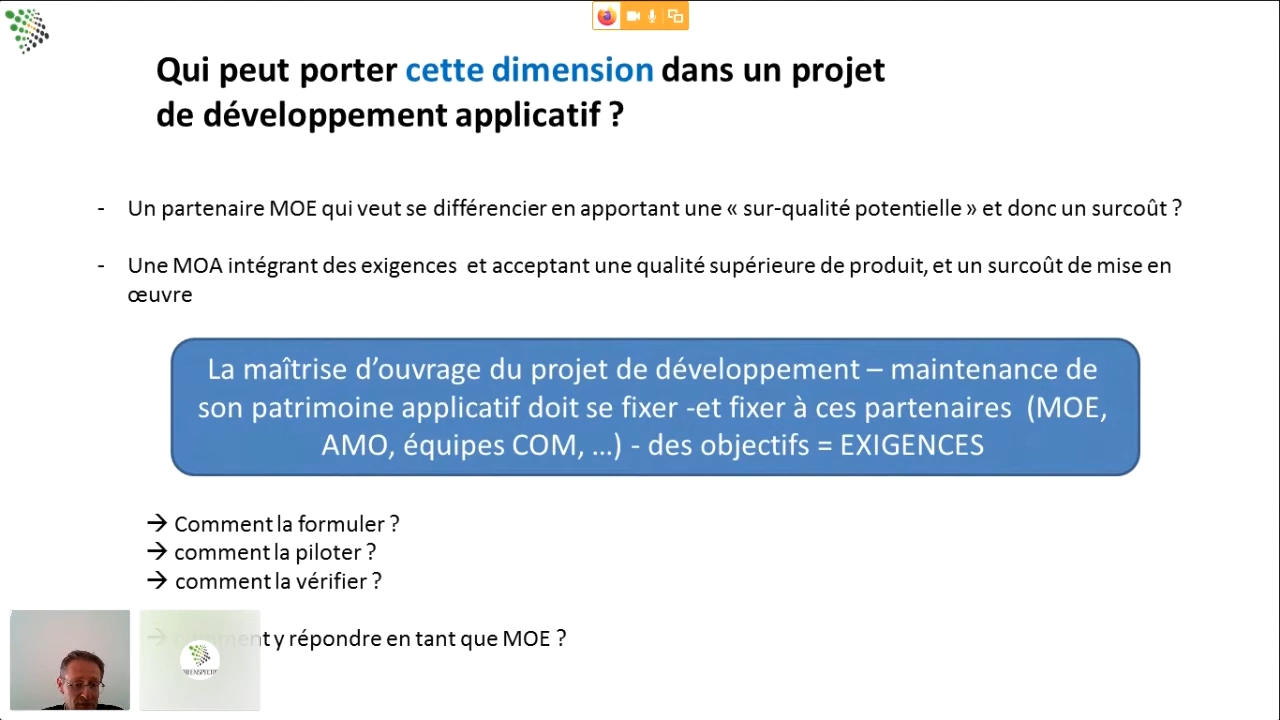 Qui peut porter cette dimension dans un projet
de développement applicatif ?
- Un partenaire MOE qui veut se différencier en apportant une « sur-qualité potentielle » et donc un surcoût ?
- Une MOA intégrant des exigences et acceptant une qualité supérieure de produit, et un surcoût de mise en
œuvre
La maîtrise d’ouvrage du projet de développement – maintenance de
son patrimoine applicatif doit se fixer -et fixer à ces partenaires (MOE,
AMO, équipes COM, …) - des objectifs = EXIGENCES
→ Comment la formuler ?
→ comment la piloter ?
→ comment la vérifier ?
→ comment y répondre en tant que MOE ?